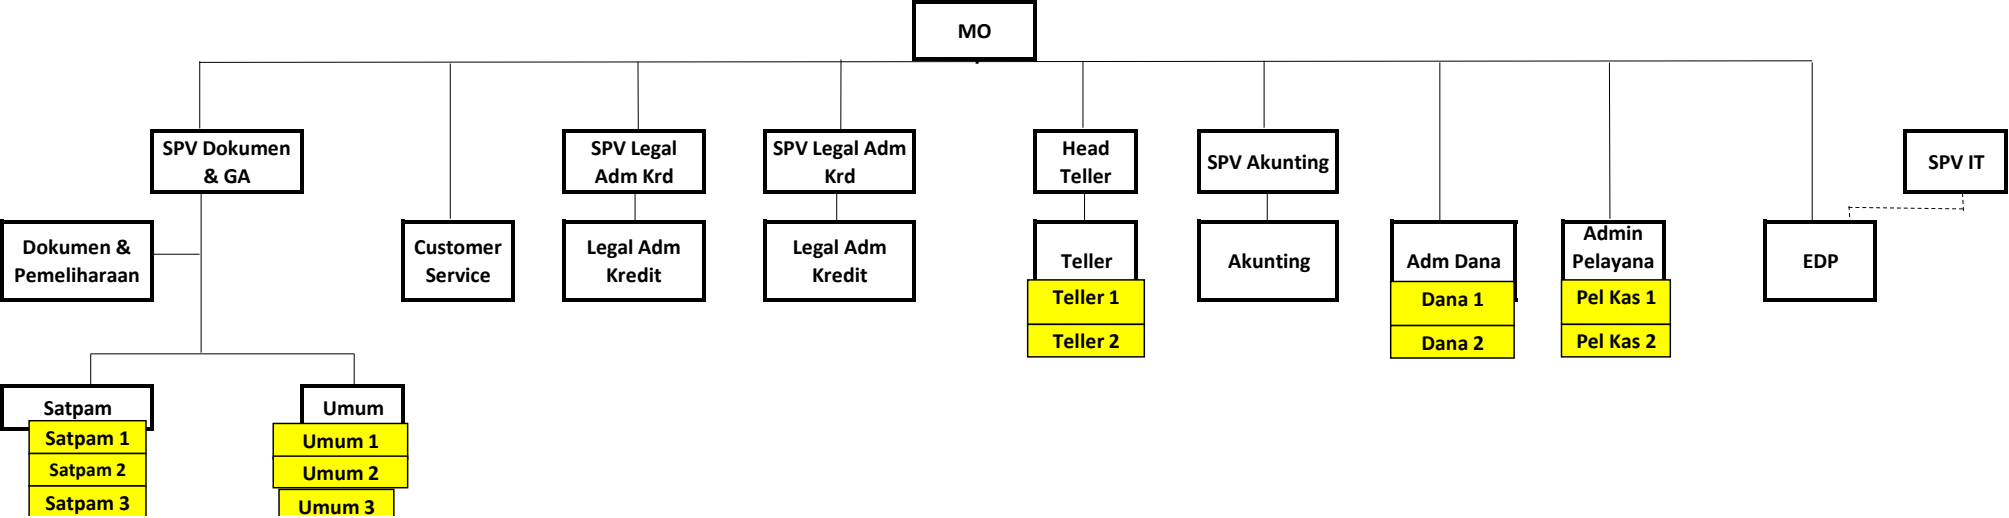 MO
SPV Dokumen
& GA
SPV Legal
Adm Krd
SPV Legal Adm
Krd
Head
Teller
SPV Akunting
SPV IT
Dokumen &
Pemeliharaan
Customer
Service
Legal Adm
Kredit
Legal Adm
Kredit
Teller
Teller 1
Teller 2
Akunting
Adm Dana
Dana 1
Dana 2
Admin
Pelayana
Pel Kas 1
Pel Kas 2
EDP
Satpam
Satpam 1
Satpam 2
Satpam 3
Umum
Umum 1
Umum 2
Umum 3